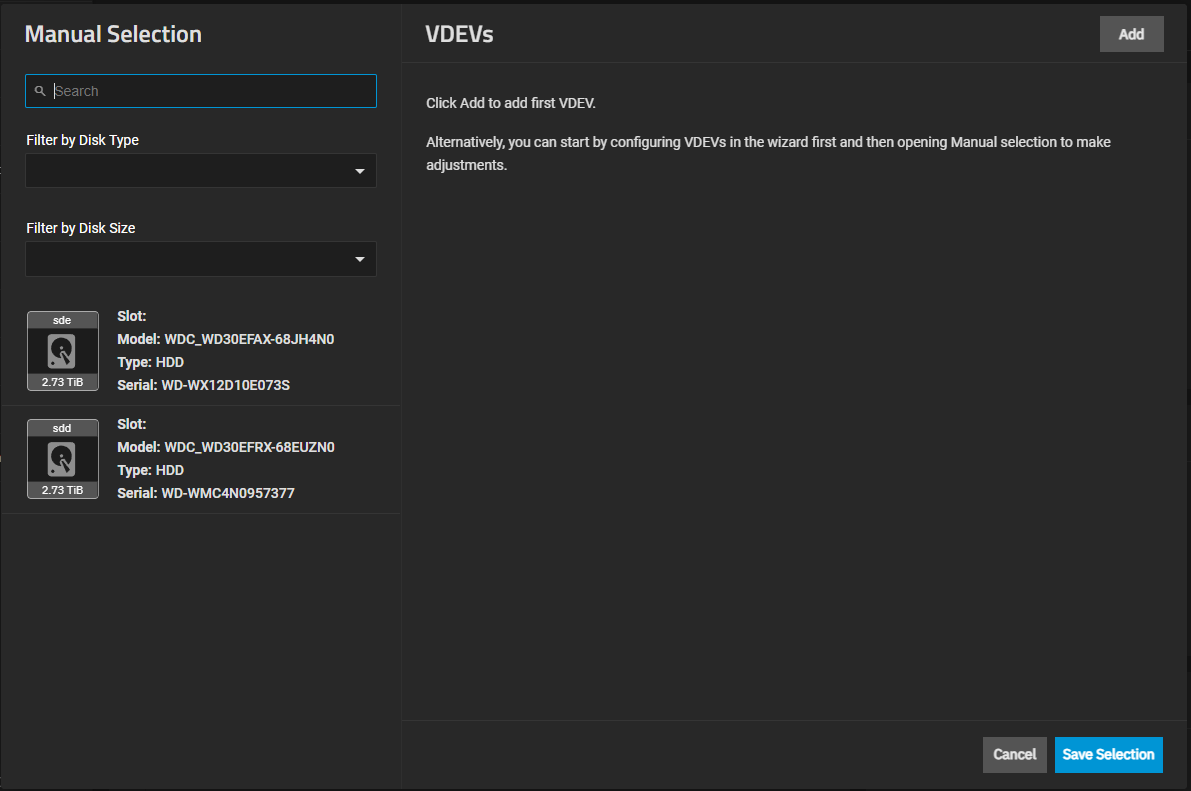 Manual Selection
Search
Filter by Disk Type
Filter by Disk Size
sde
2.73 TiB
Slot:
Model: WDC_WD30EFAX-68JH4N0
Type: HDD
Serial: WD-WX12D10E073S
sdd
2.73 TiB
Slot:
Model: WDC_WD30EFRX-68EUZN0
Type: HDD
Serial: WD-WMC4N0957377
VDEVs
Add
Click Add to add first VDEV.
Alternatively, you can start by configuring VDEVs in the wizard first and then opening Manual selection to make
adjustments.
Cancel
Save Selection